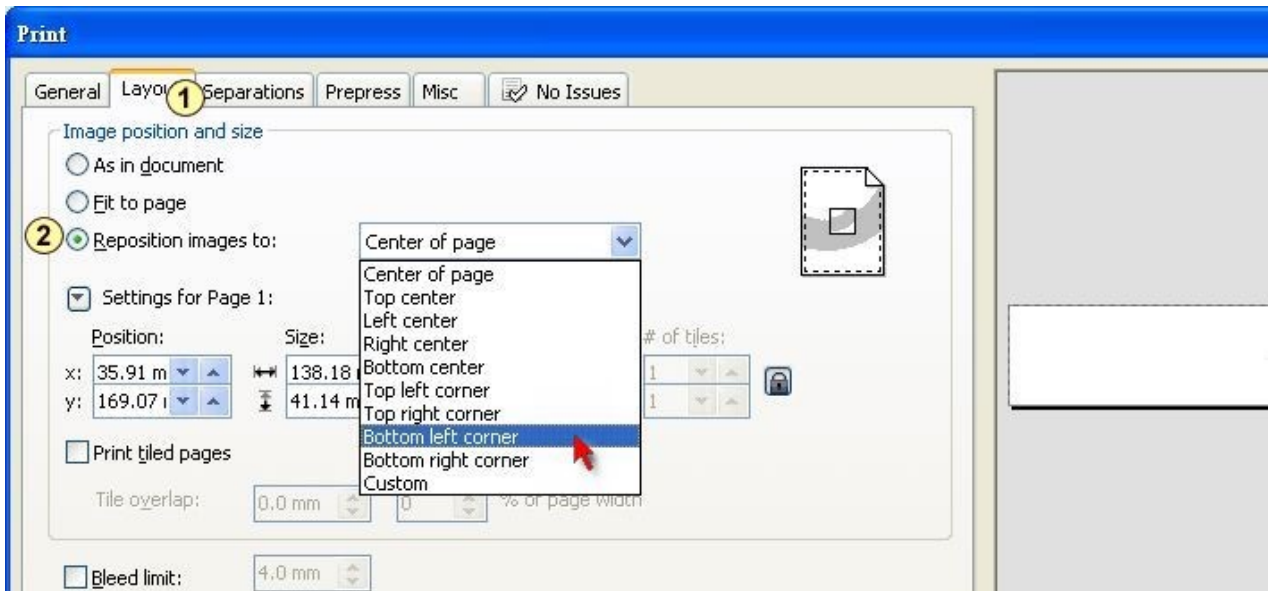 Print
General Layou 1 Separations Prepress Misc No Issues
Image position and size
As in document
Fit to page
2 Reposition images to: Center of page
Center of page
Top center
Left center
Right center
Bottom center
Top left corner
Top right corner
Bottom left corner
Bottom right corner
Custom
Settings for Page 1:
Position: Size: # of tiles:
x: 35.91 m 138.18 1
y: 169.07 41.14 m 1
Print tiled pages
Tile overlap: 0.0 mm 0 % of page width
Bleed limit: 4.0 mm